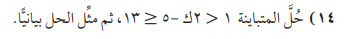 (١٤ حُلَّ المتباينة ١ < ٢ك -٥ ≤ ١٣، ثم مثِّل الحل بيانيًّا.